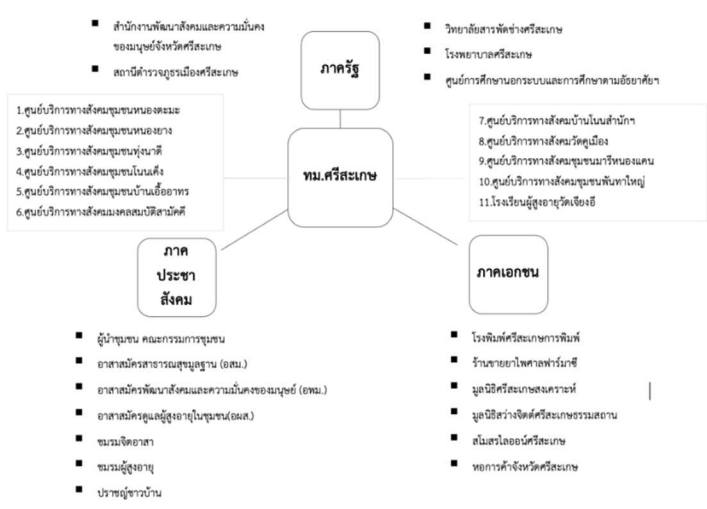 สำนักงานพัฒนาสังคมและความมั่นคง
ของมนุษย์จังหวัดศรีสะเกษ
สถานีตำรวจภูธรเมืองศรีสะเกษ
ภาครัฐ
วิทยาลัยสารพัดช่างศรีสะเกษ
โรงพยาบาลศรีสะเกษ
ศูนย์การศึกษานอกระบบและการศึกษาตามอัธยาศัยฯ
1.ศูนย์บริการทางสังคมชุมชนหนองตะมะ
2.ศูนย์บริการทางสังคมชุมชนหนองยาง
3.ศูนย์บริการทางสังคมชุมชนทุ่งนาดี
4.ศูนย์บริการทางสังคมชุมชนโนนเค็ง
5.ศูนย์บริการทางสังคมชุมชนบ้านเอื้ออาทร
6.ศูนย์บริการทางสังคมมงคลสมบัติสามัคคี
ทม.ศรีสะเกษ
7.ศูนย์บริการทางสังคมบ้านโนนสำนักฯ
8.ศูนย์บริการทางสังคมวัดคูเมือง
9.ศูนย์บริการทางสังคมชุมชนมารีหนองแคน
10.ศูนย์บริการทางสังคมชุมชนพันทาใหญ่
11.โรงเรียนผู้สูงอายุวัดเจียงอี
ภาค
ประชา
สังคม
ผู้นำชุมชน คณะกรรมการชุมชน
อาสาสมัครสาธารณสุขมูลฐาน (อสม.)
อาสาสมัครพัฒนาสังคมและความมั่นคงของมนุษย์ (อพม.)
อาสาสมัครดูแลผู้สูงอายุในชุมชน(อผส.)
ชมรมจิตอาสา
ชมรมผู้สูงอายุ
ปราชญ์ชาวบ้าน
ภาคเอกชน
โรงพิมพ์ศรีสะเกษการพิมพ์
ร้านขายยาไพศาลฟาร์มาซี
มูลนิธิศรีสะเกษสงเคราะห์
มูลนิธิสว่างจิตต์ศรีสะเกษธรรมสถาน
สโมสรไลออน์ศรีสะเกษ
หอการค้าจังหวัดศรีสะเกษ